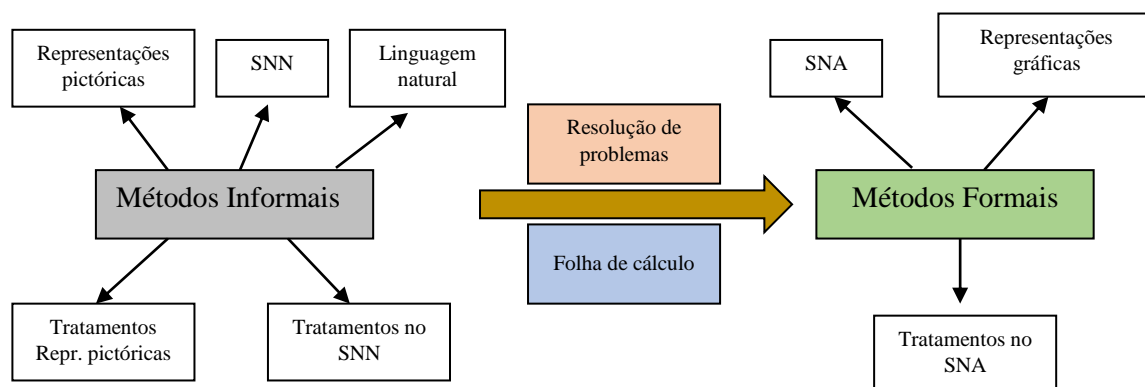 Representações
pictóricas
SNN
Linguagem
natural
SNA
Representações
gráficas
Resolução de
problemas
Métodos Informais
Métodos Formais
Folha de cálculo
Tratamentos
Repr. pictóricas
Tratamentos no
SNN
Tratamentos no
SNA